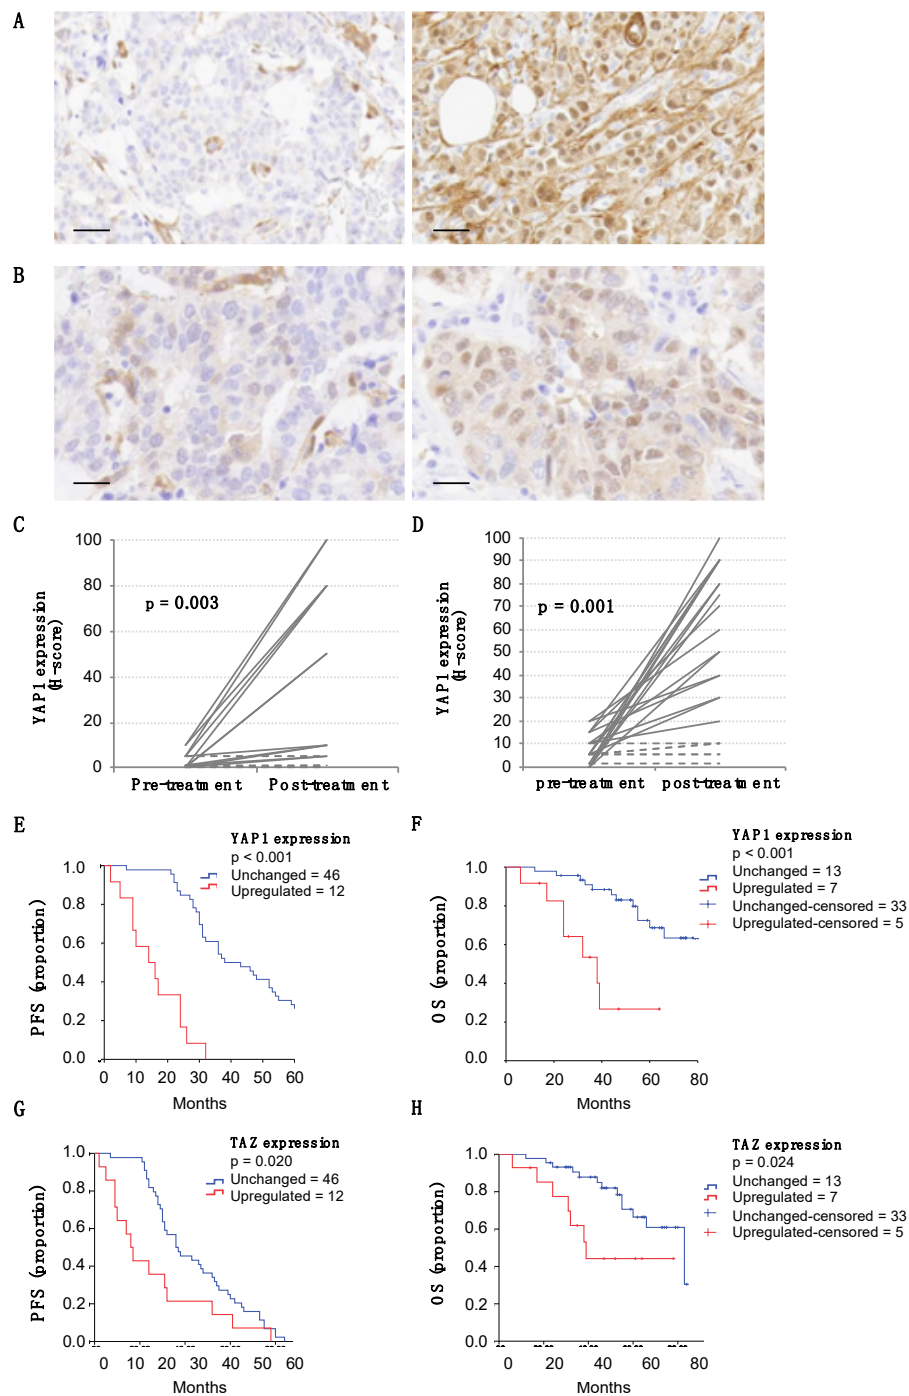 A
B
C
D
100
80
60
40
20
0
YAP1 expression
(H-score)
p = 0.003
Pre-treatment
Post-treatment
100
90
80
70
60
50
40
30
20
10
0
YAP1 expression
(H-score)
p = 0.001
pre-treatment
post-treatment
E
YAP1 expression
p < 0.001
Unchanged = 46
Upregulated = 12
1.0
0.8
0.6
0.4
0.2
0.0
PFS (proportion)
0 10 20 30 40 50 60
Months
F
YAP1 expression
p < 0.001
Unchanged = 13
Upregulated = 7
Unchanged-censored = 33
Upregulated-censored = 5
1.0
0.8
0.6
0.4
0.2
0.0
OS (proportion)
0 20 40 60 80
Months
G
TAZ expression
p = 0.020
Unchanged = 46
Upregulated = 12
1.0
0.8
0.6
0.4
0.2
0.0
PFS (proportion)
0 10 20 30 40 50 60
Months
H
TAZ expression
p = 0.024
Unchanged = 13
Upregulated = 7
Unchanged-censored = 33
Upregulated-censored = 5
1.0
0.8
0.6
0.4
0.2
0.0
OS (proportion)
0 20 40 60 80
Months